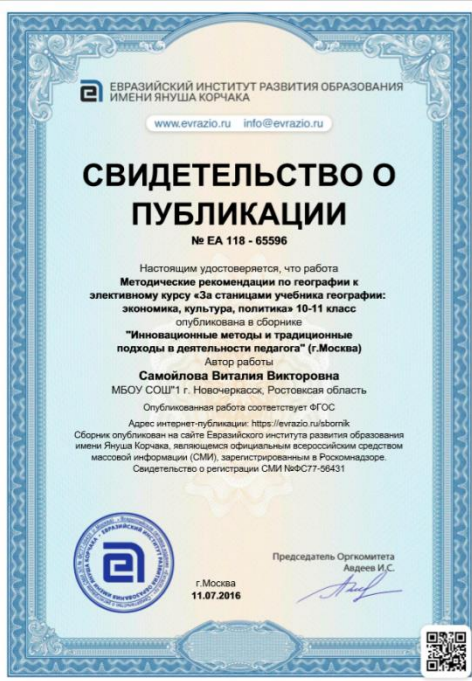 ЕВРАЗИЙСКИЙ ИНСТИТУТ РАЗВИТИЯ ОБРАЗОВАНИЯ
ИМЕНИ ЯНУША КОРЧАКА
www.evrazio.ru info@evrazio.ru
СВИДЕТЕЛЬСТВО О
ПУБЛИКАЦИИ
№ EA 118 - 65596
Настоящим удостоверяется, что работа
Методические рекомендации по географии к
элективному курсу «За станицами учебника географии:
экономика, культура, политика» 10-11 класс
опубликована в сборнике
"Инновационные методы и традиционные
подходы в деятельности педагога" (г.Москва)
Автор работы
Самойлова Виталия Викторовна
МБОУ СОШ"1 г. Новочеркасск, Ростовксая область
Опубликованная работа соответствует ФГОС
Адрес интернет-публикации: https://evrazio.ru/sbornik
Сборник опубликован на сайте Евразийского института развития образования
имени Януша Корчака, являющемся официальным всероссийским средством
массовой информации (СМИ), зарегистрированным в Роскомнадзоре.
Свидетельство о регистрации СМИ №ФС77-56431
Председатель Оргкомитета
Авдеев И.С.
г.Москва
11.07.2016